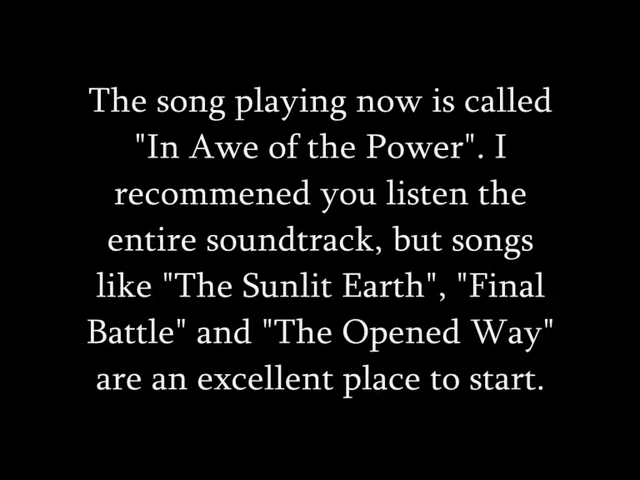 The song playing now is called
"In Awe of the Power". I
recommened you listen the
entire soundtrack, but songs
like "The Sunlit Earth", "Final
Battle" and "The Opened Way"
are an excellent place to start.